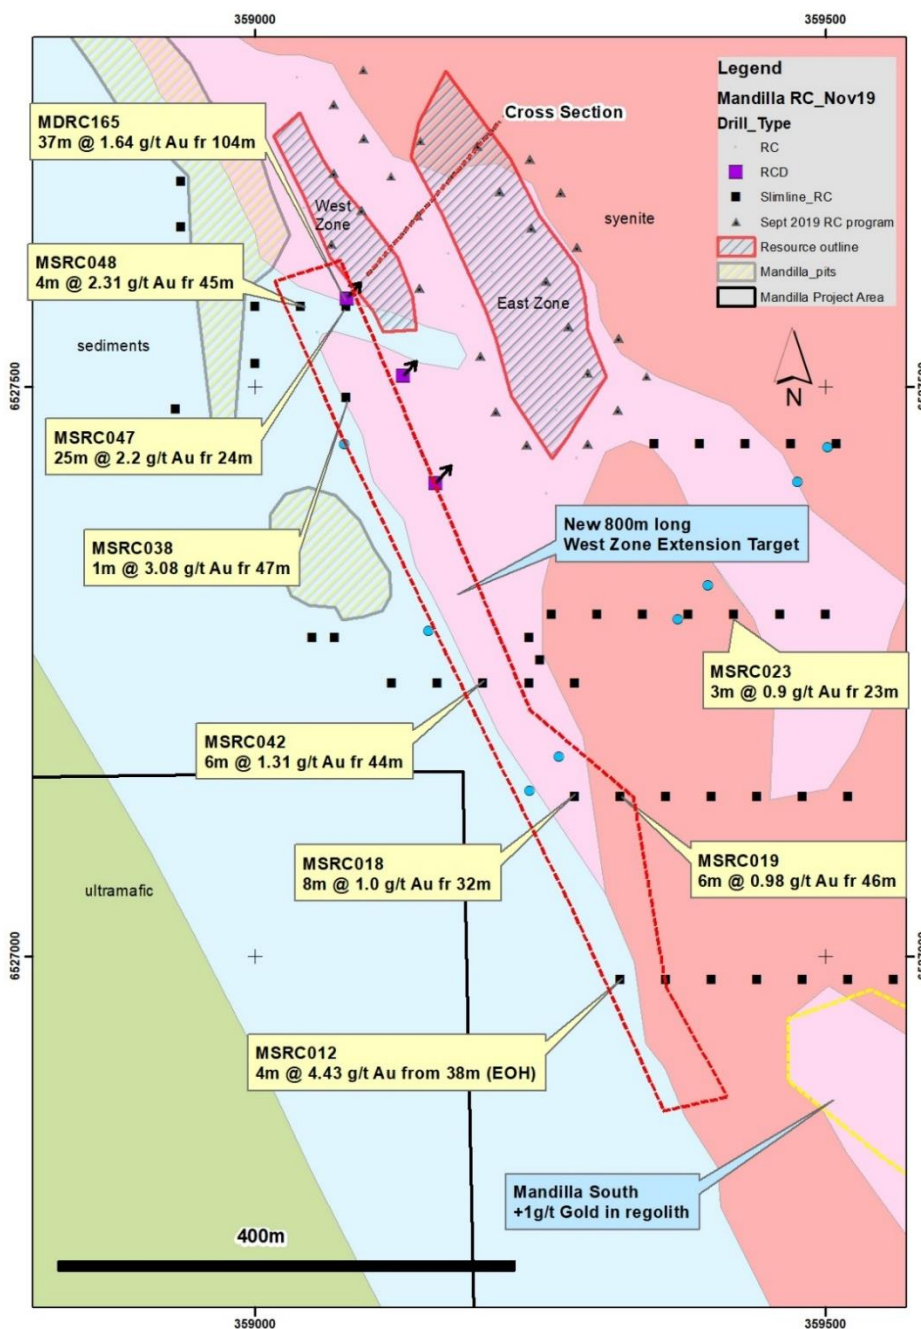 359000
359500
Legend
Mandilla RC_Nov19
Drill_Type
RC
RCD
Slimline_RC
Sept 2019 RC program
Resource outline
Mandilla_pits
Mandilla Project Area
MDRC165
37m @ 1.64 g/t Au fr 104m
Cross Section
West
Zone
syenite
MSRC048
4m @ 2.31 g/t Au fr 45m
East Zone
sediments
N
6527500
6527500
MSRC047
25m @ 2.2 g/t Au fr 24m
New 800m long
West Zone Extension Target
MSRC038
1m @ 3.08 g/t Au fr 47m
MSRC023
3m @ 0.9 g/t Au fr 23m
MSRC042
6m @ 1.31 g/t Au fr 44m
MSRC018
8m @ 1.0 g/t Au fr 32m
MSRC019
6m @ 0.98 g/t Au fr 46m
ultramafic
6527000
6527000
MSRC012
4m @ 4.43 g/t Au from 38m (EOH)
Mandilla South
+1g/t Gold in regolith
400m
359000
359500